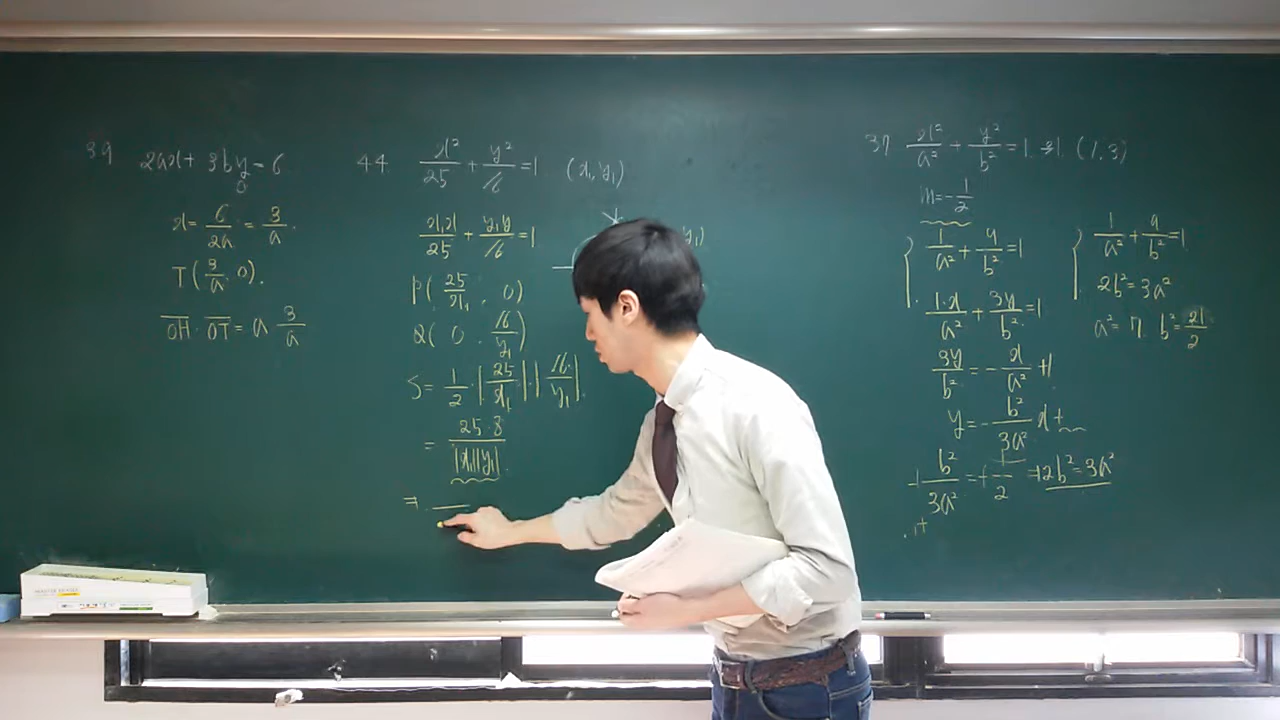 39 2ax + 3by = 6
0
x = 6/2a = 3/a.
T(3/a, 0).
OH · OT = a 3/a
44 x²/25 + y²/16 = 1 (x₁, y₁)
x₁x/25 + y₁y/16 = 1
y₁)
P(25/x₁, 0)
Q(0, 16/y₁)
S = 1/2 · |25/x₁| · |16/y₁|
= 25·8/|x₁||y₁|
⇒
37 x²/a² + y²/b² = 1. (1, 3)
m = -1/2
1/a² + 9/b² = 1
1·x/a² + 3y/b² = 1
3y/b² = -x/a² + 1
y = -b²/3a² x +
+b²/3a² = +1/2 ⇒ 2b² = 3a²
1/a² + 9/b² = 1
2b² = 3a²
a² = 7. b² = 21/2